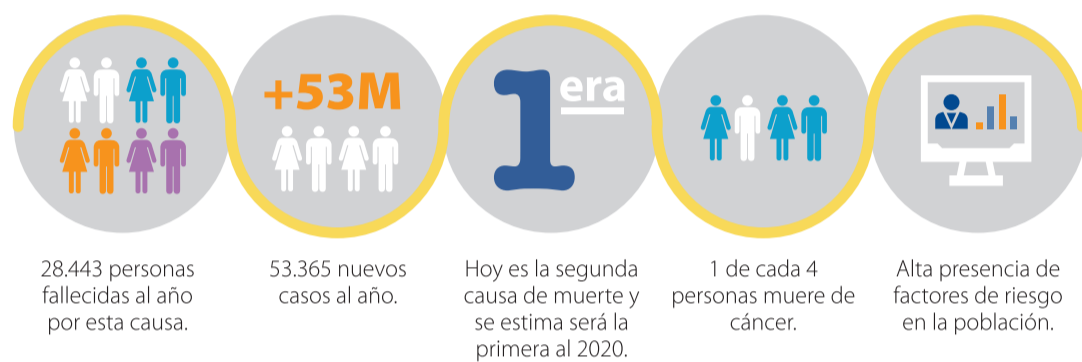 +53M
1era
28.443 personas
fallecidas al año
por esta causa.
53.365 nuevos
casos al año.
Hoy es la segunda
causa de muerte y
se estima será la
primera al 2020.
1 de cada 4
personas muere de
cáncer.
Alta presencia de
factores de riesgo
en la población.